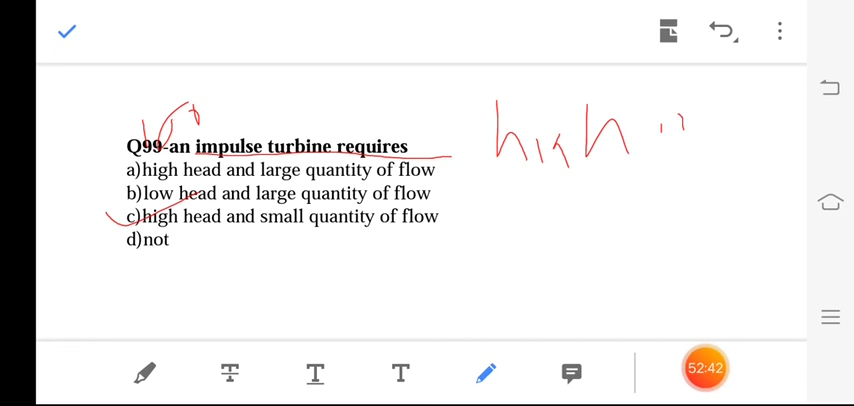 Q99-an impulse turbine requires
a)high head and large quantity of flow
b)low head and large quantity of flow
c)high head and small quantity of flow
d)not
high
T
T
T
52:42